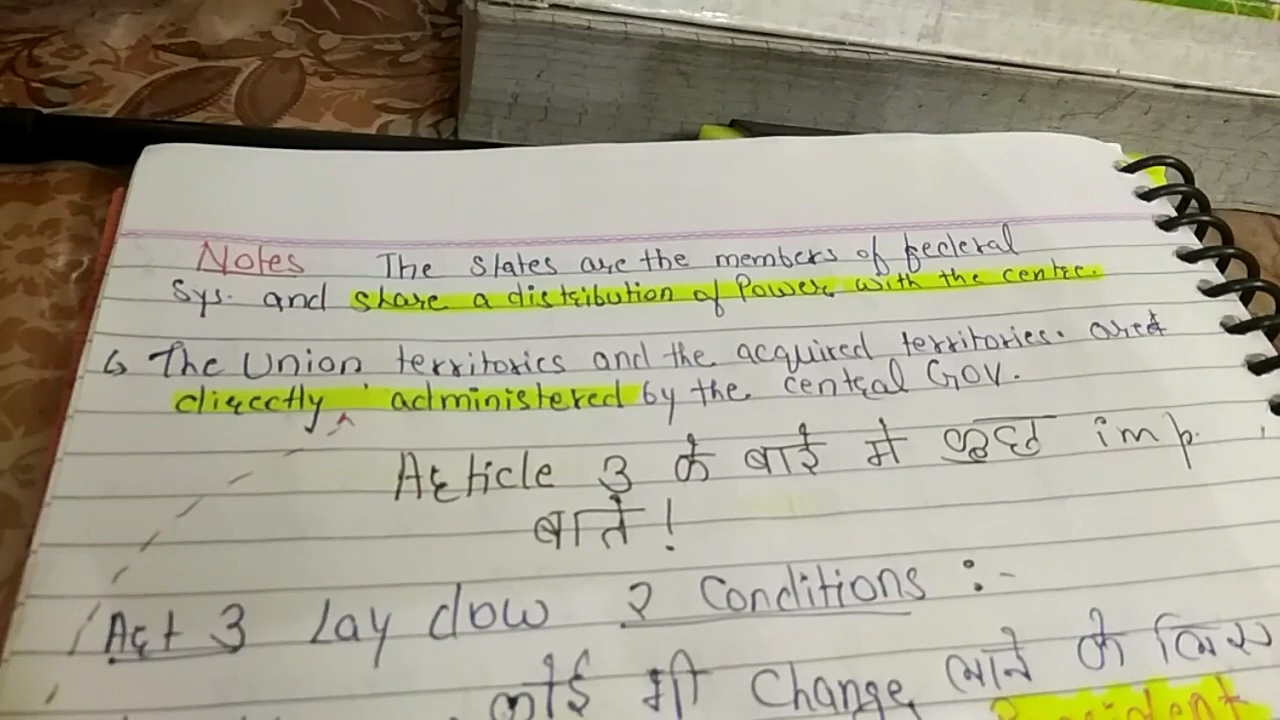 Notes The States are the members of federal
Sys. and share a distribution of Power with the centre.
↳ The Union territories and the acquired territories. are
directly administered by the central Gov.
Article 3 के बाई मे कुछ imp.
बाते!
Art 3 Lay dow 2 Conditions :-
कोई भी Change लाने के लिए
President